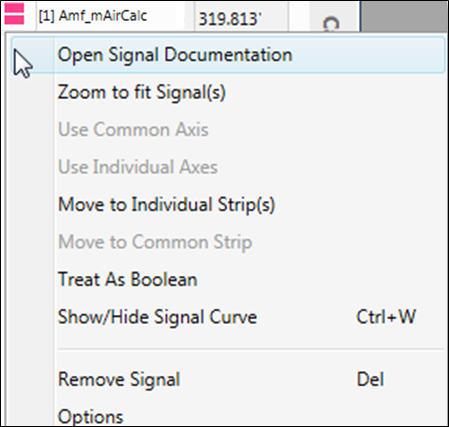 [1] Amf_mAirCalc 319.813'
Open Signal Documentation
Zoom to fit Signal(s)
Use Common Axis
Use Individual Axes
Move to Individual Strip(s)
Move to Common Strip
Treat As Boolean
Show/Hide Signal Curve Ctrl+W
Remove Signal Del
Options